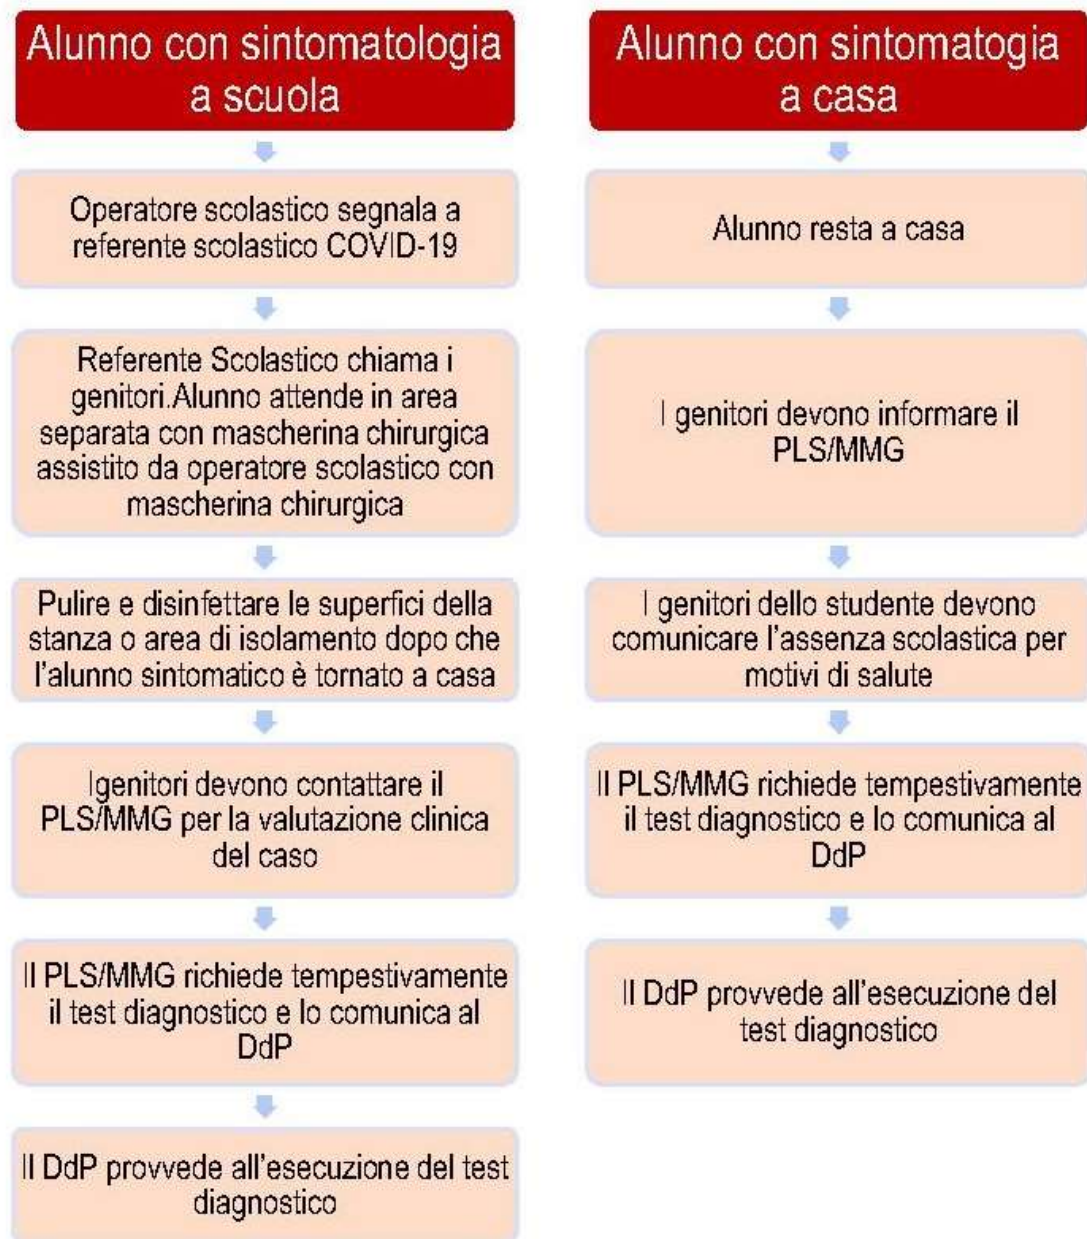 Alunno con sintomatologia
a scuola
Operatore scolastico segnala a
referente scolastico COVID-19
Referente Scolastico chiama i
genitori.Alunno attende in area
separata con mascherina chirurgica
assistito da operatore scolastico con
mascherina chirurgica
Pulire e disinfettare le superfici della
stanza o area di isolamento dopo che
l'alunno sintomatico è tornato a casa
Igenitori devono contattare il
PLS/MMG per la valutazione clinica
del caso
Il PLS/MMG richiede tempestivamente
il test diagnostico e lo comunica al
DdP
Il DdP provvede all'esecuzione del test
diagnostico
Alunno con sintomatogia
a casa
Alunno resta a casa
I genitori devono informare il
PLS/MMG
I genitori dello studente devono
comunicare l'assenza scolastica per
motivi di salute
Il PLS/MMG richiede tempestivamente
il test diagnostico e lo comunica al
DdP
Il DdP provvede all'esecuzione del
test diagnostico